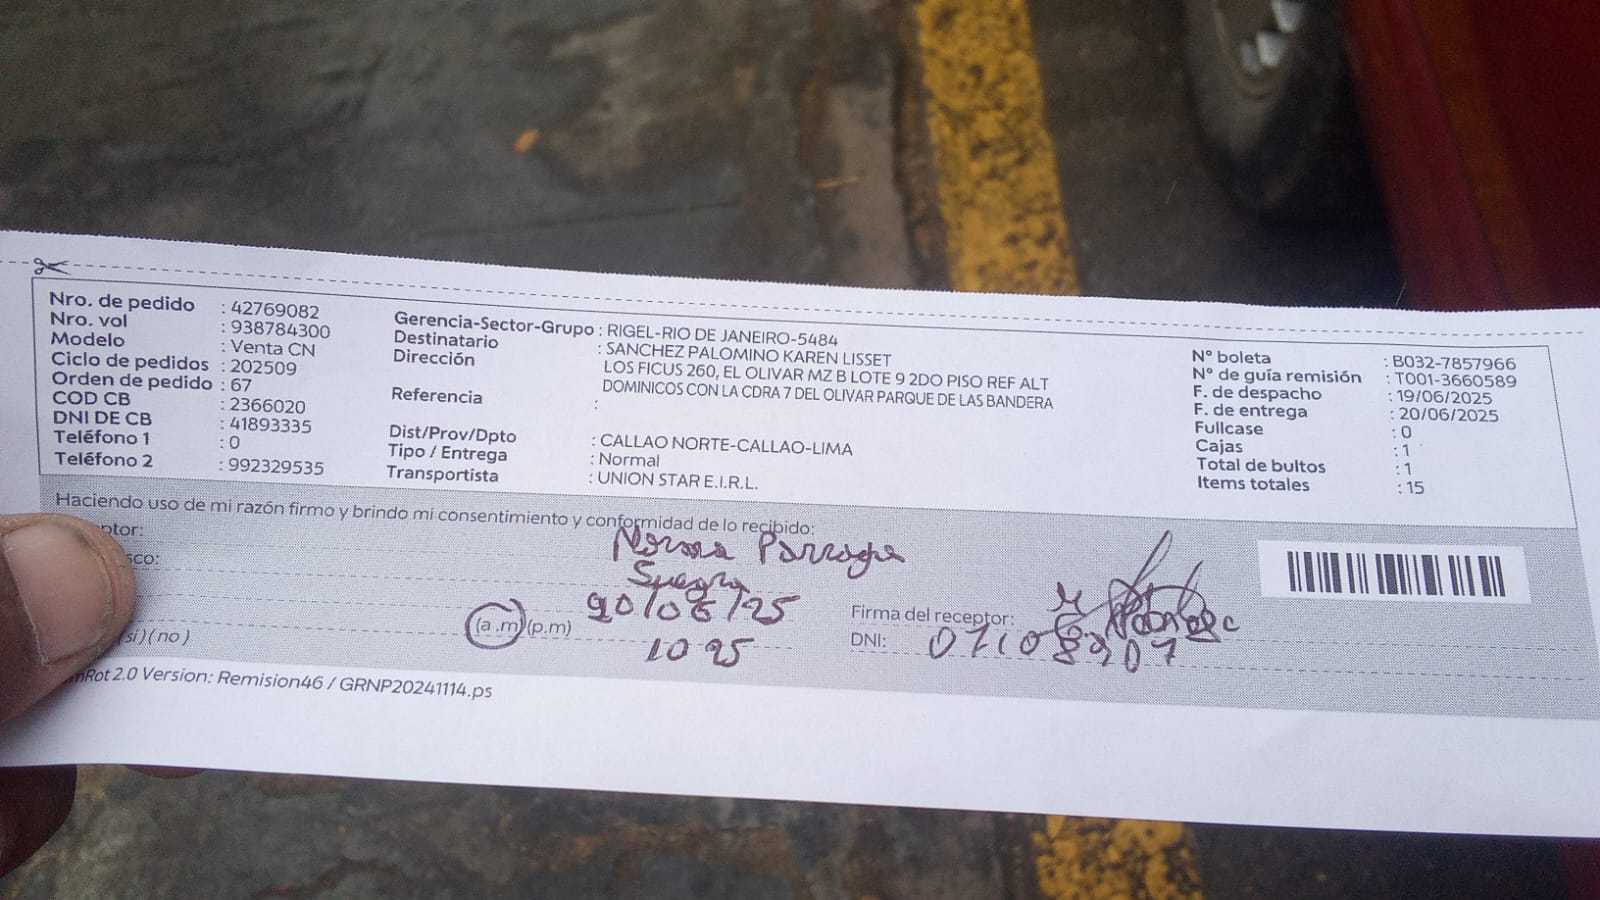 Nro. de pedido : 42769082
Nro. vol : 938784300
Modelo : Venta CN
Ciclo de pedidos : 202509
Orden de pedido : 67
COD CB : 2366020
DNI DE CB : 41893335
Teléfono 1 : 0
Teléfono 2 : 992329535
Gerencia-Sector-Grupo : RIGEL-RIO DE JANEIRO-5484
Destinatario : SANCHEZ PALOMINO KAREN LISSET
Dirección LOS FICUS 260, EL OLIVAR MZ B LOTE 9 2DO PISO REF ALT
DOMINICOS CON LA CDRA 7 DEL OLIVAR PARQUE DE LAS BANDERA
Referencia :
Dist/Prov/Dpto : CALLAO NORTE-CALLAO-LIMA
Tipo / Entrega : Normal
Transportista : UNION STAR E.I.R.L.
N° boleta : B032-7857966
N° de guía remisión : T001-3660589
F. de despacho : 19/06/2025
F. de entrega : 20/06/2025
Fullcase : 0
Cajas : 1
Total de bultos : 1
Items totales : 15
Haciendo uso de mi razón firmo y brindo mi consentimiento y conformidad de lo recibido:
ptor: Norma
sco: Suegra
20/06/25
(a.m) (p.m) 10 25
(si) (no)
Firma del receptor:
DNI:
Rot 2.0 Version: Remision46 / GRNP20241114.ps